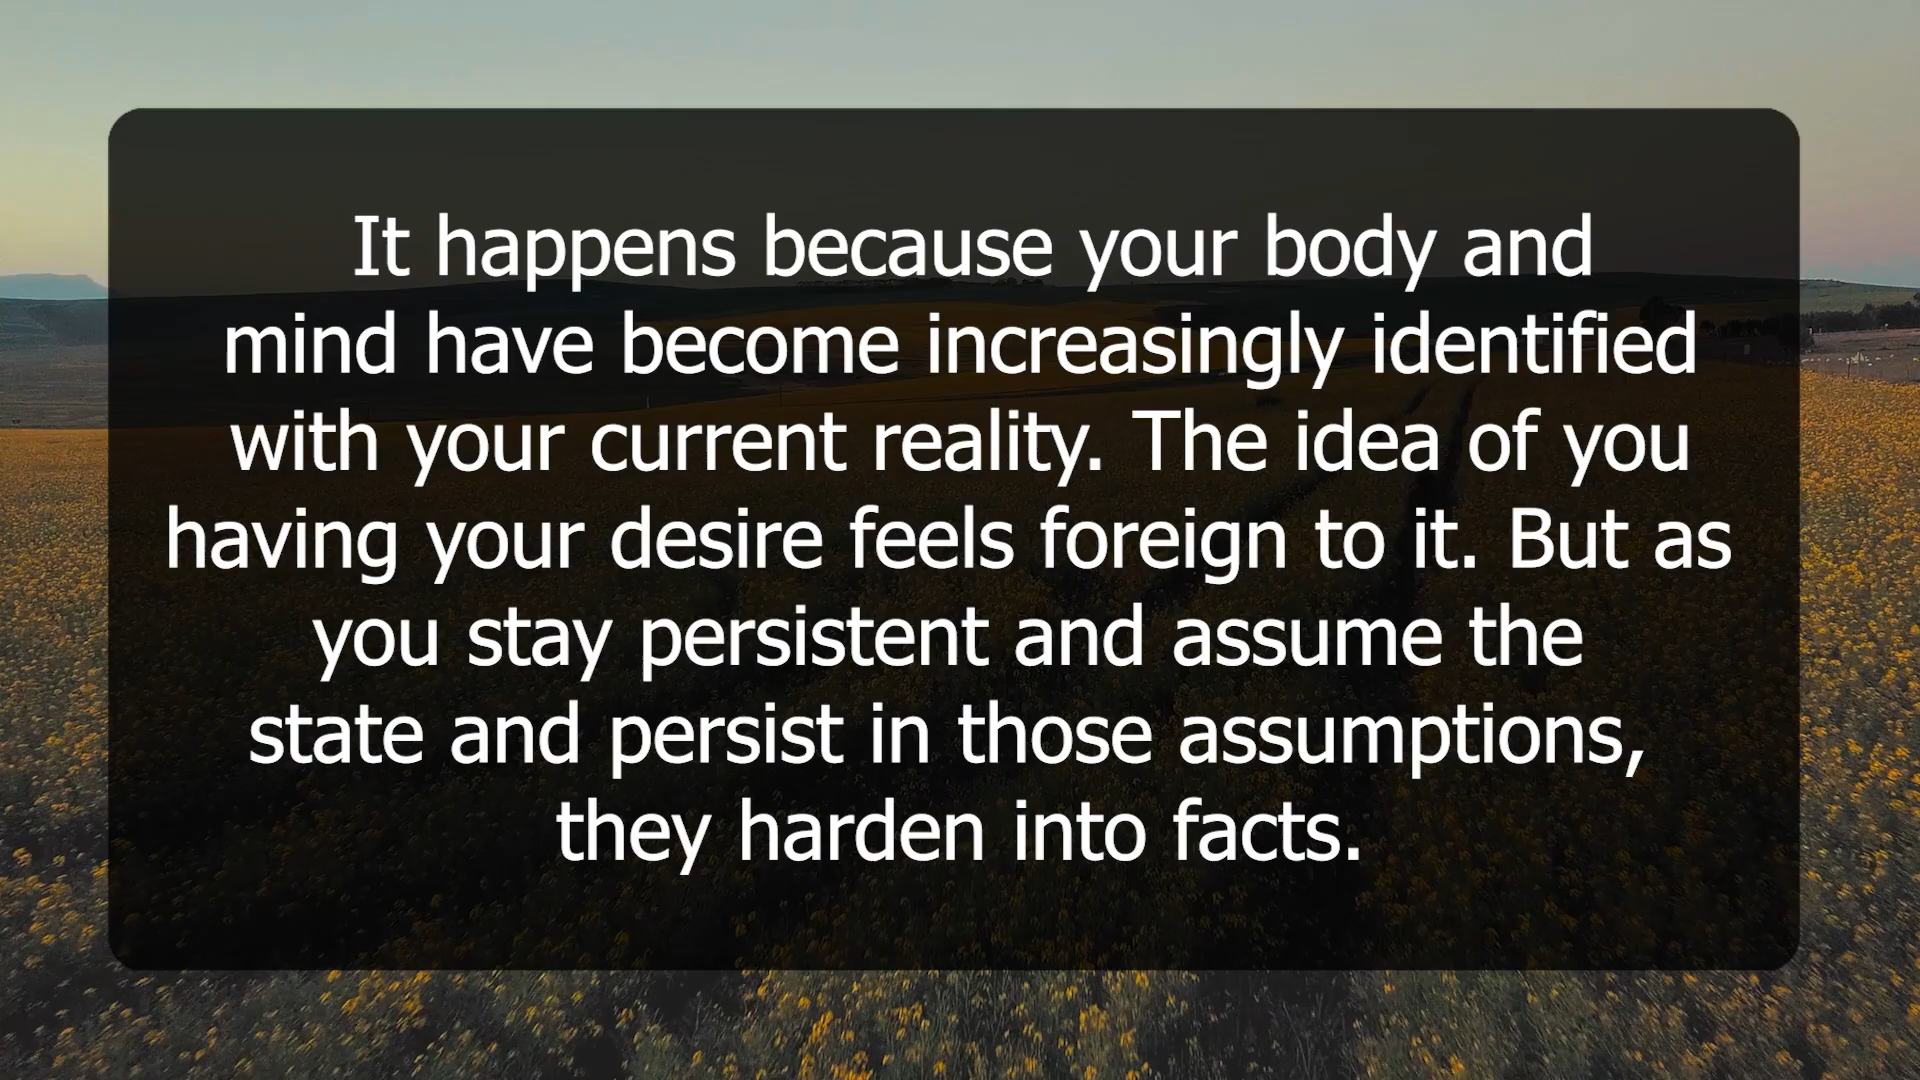 It happens because your body and
mind have become increasingly identified
with your current reality. The idea of you
having your desire feels foreign to it. But as
you stay persistent and assume the
state and persist in those assumptions,
they harden into facts.